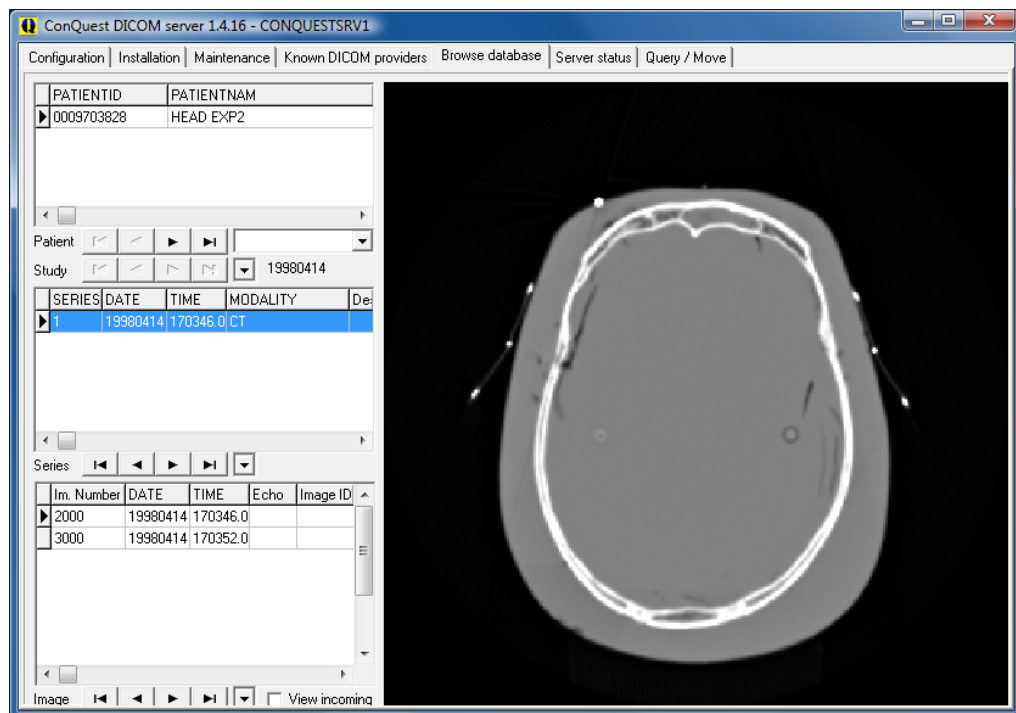 ConQuest DICOM server 1.4.16 - CONQUESTSRV1
Configuration Installation Maintenance Known DICOM providers Browse database Server status Query / Move
PATIENTID PATIENTNAM
0009703828 HEAD EXP2
Patient
Study 19980414
SERIES DATE TIME MODALITY De
1 19980414 170346.0 CT
Series
Im. Number DATE TIME Echo Image ID
2000 19980414 170346.0
3000 19980414 170352.0
Image View incoming